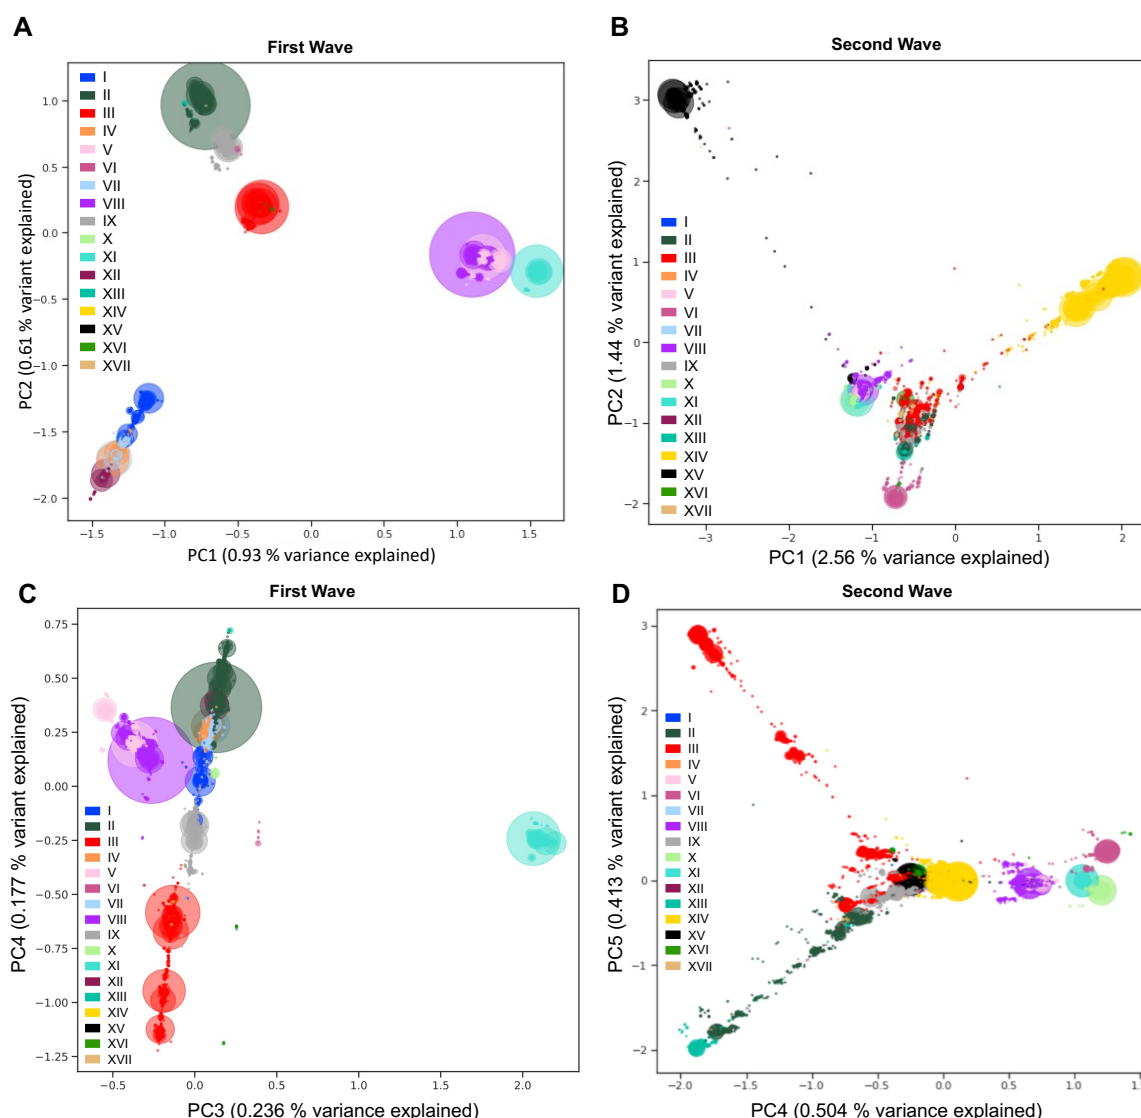 A
First Wave
1.0
0.5
0.0
−0.5
−1.0
−1.5
−2.0
PC2 (0.61 % variance explained)
I
II
III
IV
V
VI
VII
VIII
IX
X
XI
XII
XIII
XIV
XV
XVI
XVII
−1.5
−1.0
−0.5
0.0
0.5
1.0
1.5
PC1 (0.93 % variance explained)
B
Second Wave
3
2
1
0
−1
−2
PC2 (1.44 % variant explained)
I
II
III
IV
V
VI
VII
VIII
IX
X
XI
XII
XIII
XIV
XV
XVI
XVII
−3
−2
−1
0
1
2
PC1 (2.56 % variance explained)
C
First Wave
0.75
0.50
0.25
0.00
−0.25
−0.50
−0.75
−1.00
−1.25
PC4 (0.177 % variant explained)
I
II
III
IV
V
VI
VII
VIII
IX
X
XI
XII
XIII
XIV
XV
XVI
XVII
−0.5
0.0
0.5
1.0
1.5
2.0
PC3 (0.236 % variance explained)
D
Second Wave
3
2
1
0
−1
−2
PC5 (0.413 % variant explained)
I
II
III
IV
V
VI
VII
VIII
IX
X
XI
XII
XIII
XIV
XV
XVI
XVII
−2.0
−1.5
−1.0
−0.5
0.0
0.5
1.0
PC4 (0.504 % variance explained)